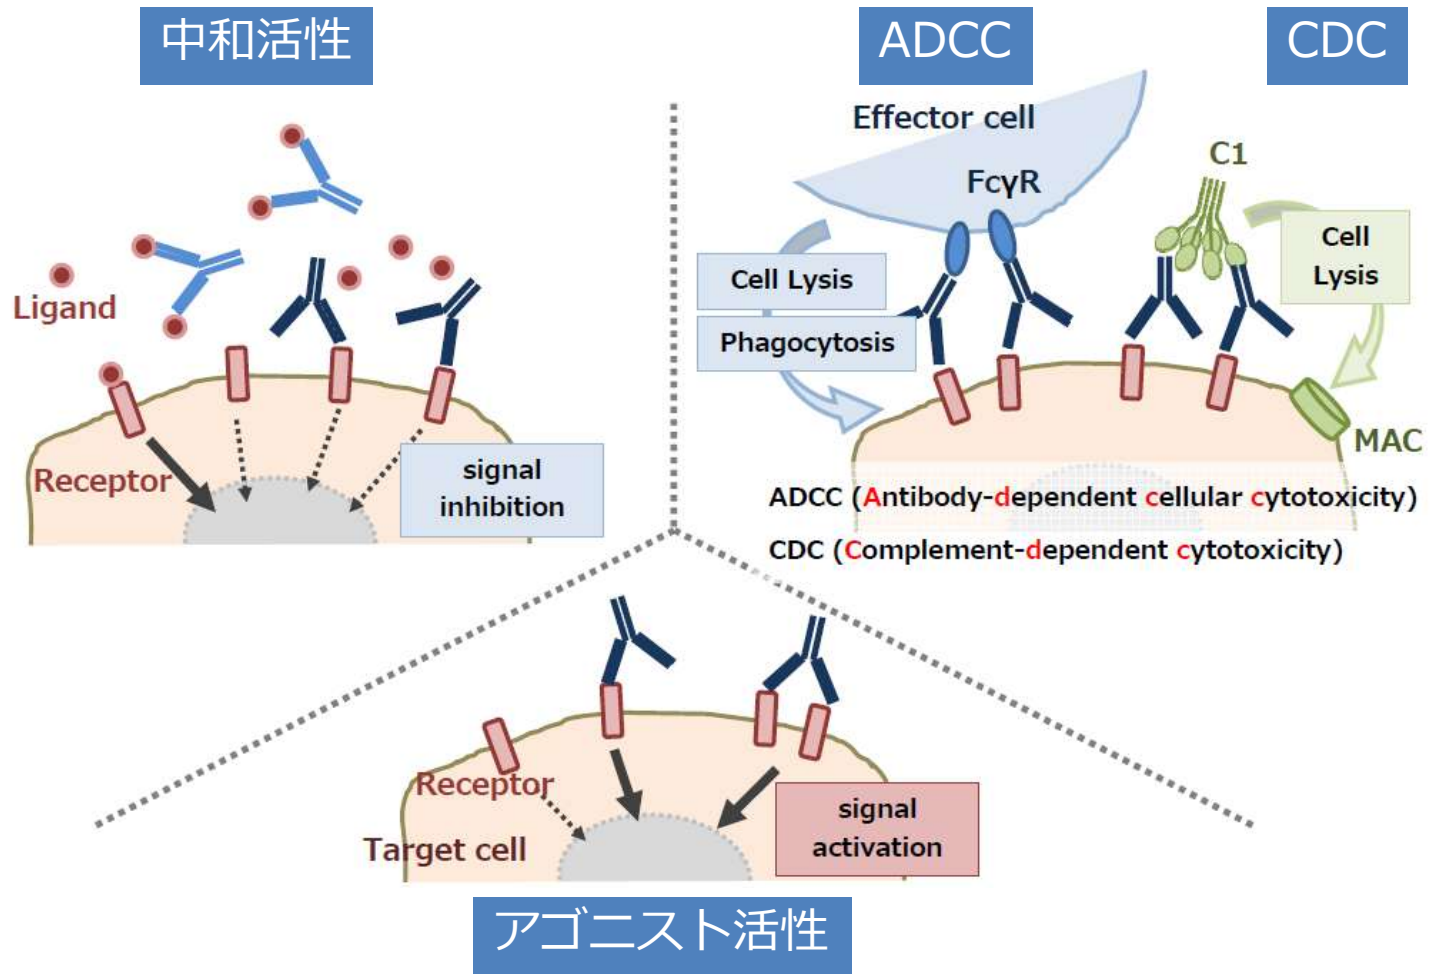 中和活性
ADCC
CDC
Effector cell
FcγR
C1
Cell
Lysis
Cell Lysis
Phagocytosis
MAC
Ligand
Receptor
signal
inhibition
ADCC (Antibody-dependent cellular cytotoxicity)
CDC (Complement-dependent cytotoxicity)
Receptor
Target cell
signal
activation
アゴニスト活性